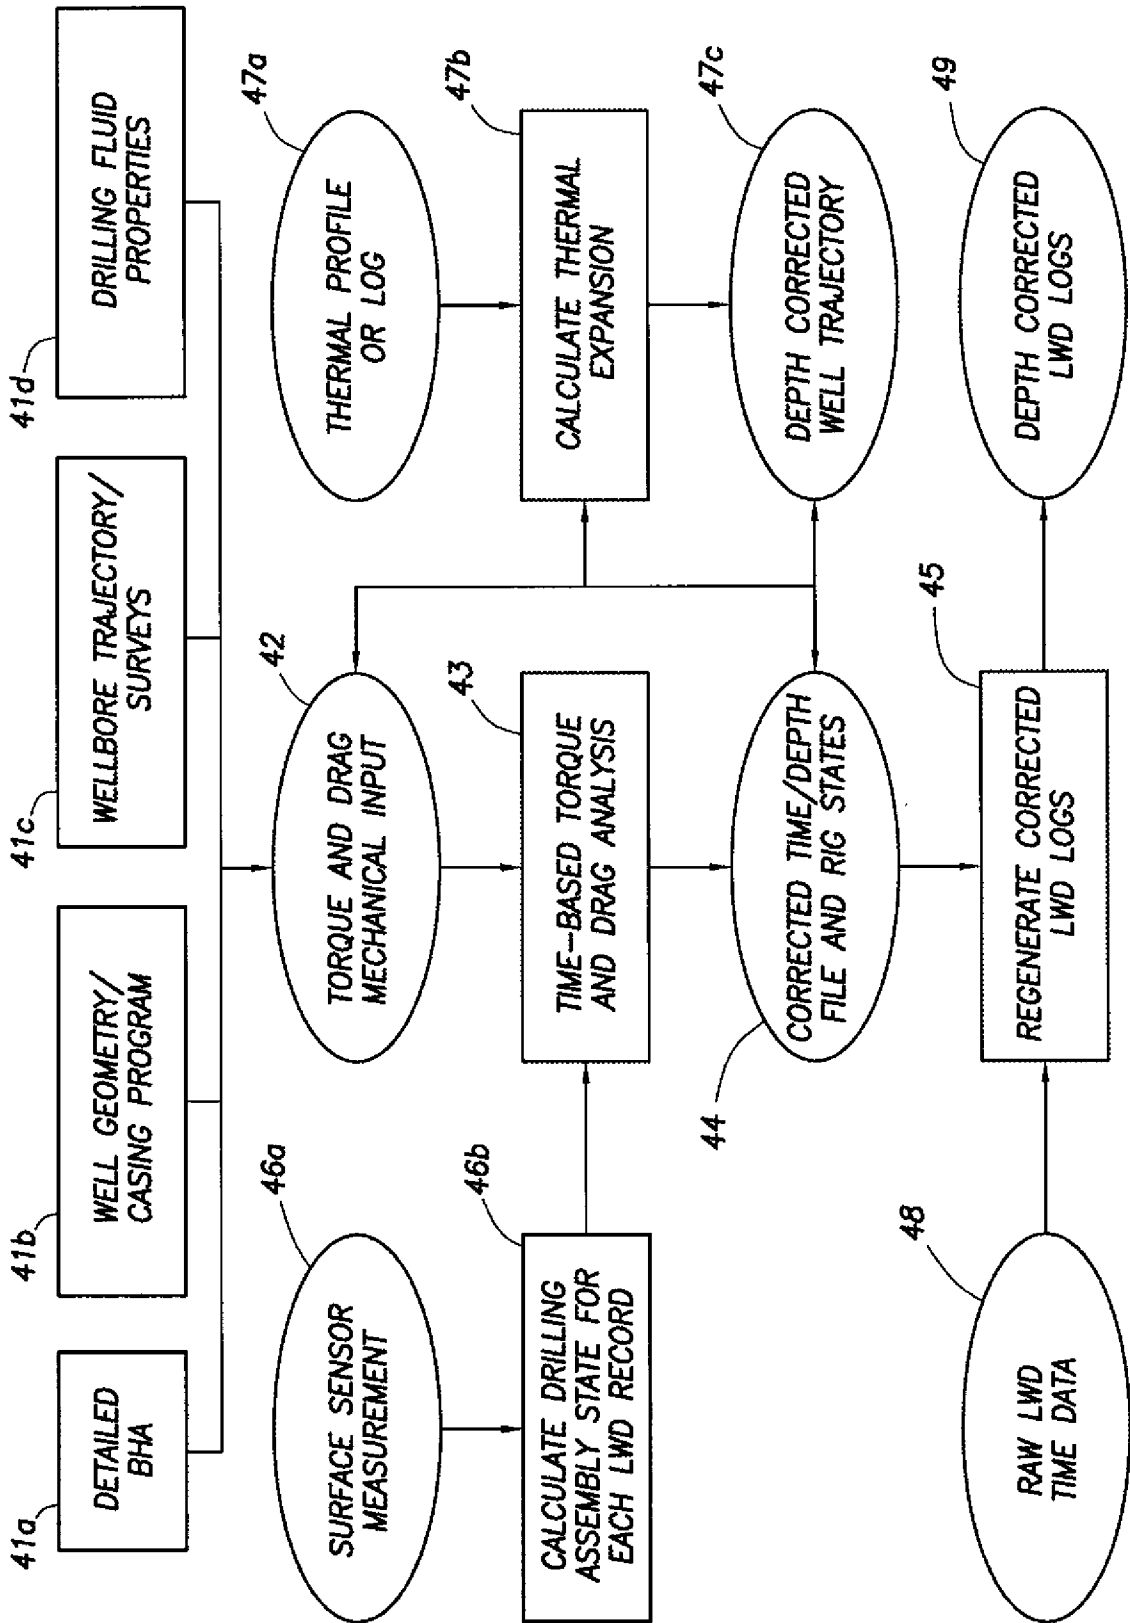 41a
DETAILED
BHA
41b
WELL GEOMETRY/
CASING PROGRAM
41c
WELLBORE TRAJECTORY/
SURVEYS
41d
DRILLING FLUID
PROPERTIES
46a
SURFACE SENSOR
MEASUREMENT
42
TORQUE AND DRAG
MECHANICAL INPUT
47a
THERMAL PROFILE
OR LOG
46b
CALCULATE DRILLING
ASSEMBLY STATE FOR
EACH LWD RECORD
43
TIME-BASED TORQUE
AND DRAG ANALYSIS
47b
CALCULATE THERMAL
EXPANSION
44
CORRECTED TIME/DEPTH
FILE AND RIG STATES
47c
DEPTH CORRECTED
WELL TRAJECTORY
48
RAW LWD
TIME DATA
45
REGENERATE CORRECTED
LWD LOGS
49
DEPTH CORRECTED
LWD LOGS